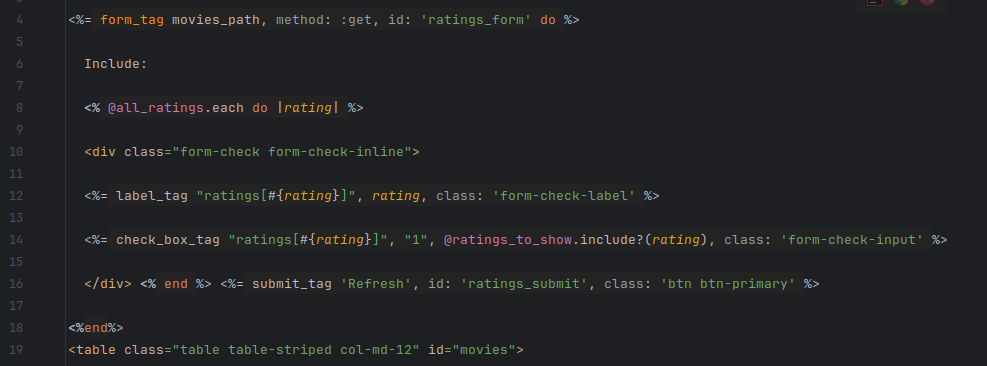 4 <%= form_tag movies_path, method: :get, id: 'ratings_form' do %>
5
6 Include:
7
8 <% @all_ratings.each do |rating| %>
9
10 <div class="form-check form-check-inline">
11
12 <%= label_tag "ratings[#{rating}]", rating, class: 'form-check-label' %>
13
14 <%= check_box_tag "ratings[#{rating}]", "1", @ratings_to_show.include?(rating), class: 'form-check-input' %>
15
16 </div> <% end %> <%= submit_tag 'Refresh', id: 'ratings_submit', class: 'btn btn-primary' %>
17
18 <%end%>
19 <table class="table table-striped col-md-12" id="movies">